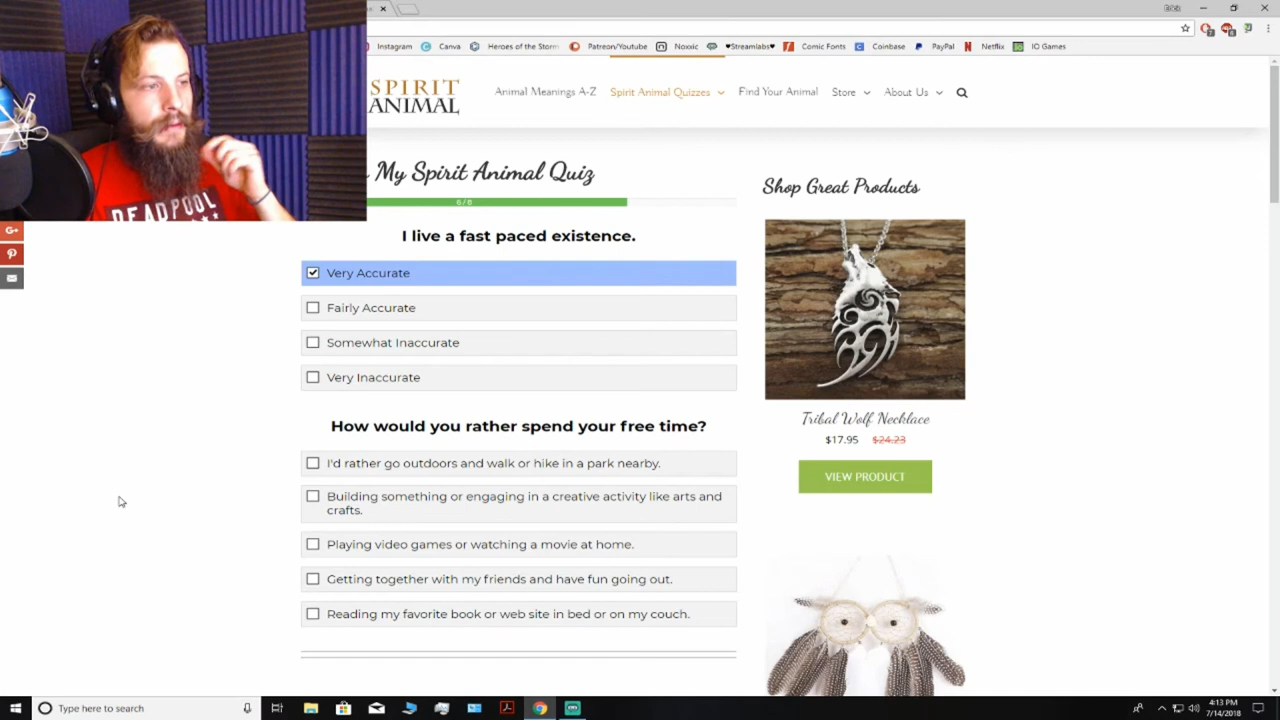 Instagram
Canva
Heroes of the Storm
Patreon/Youtube
Noxxic
♥Streamlabs♥
Comic Fonts
Coinbase
PayPal
Netflix
IO Games
SPIRIT
ANIMAL
Animal Meanings A-Z
Spirit Animal Quizzes
Find Your Animal
Store
About Us
My Spirit Animal Quiz
6/8
DEADPOOL
I live a fast paced existence.
Very Accurate
Fairly Accurate
Somewhat Inaccurate
Very Inaccurate
How would you rather spend your free time?
I'd rather go outdoors and walk or hike in a park nearby.
Building something or engaging in a creative activity like arts and
crafts.
Playing video games or watching a movie at home.
Getting together with my friends and have fun going out.
Reading my favorite book or web site in bed or on my couch.
Shop Great Products
Tribal Wolf Necklace
$17.95 $24.23
VIEW PRODUCT
Type here to search
4:13 PM
7/14/2018